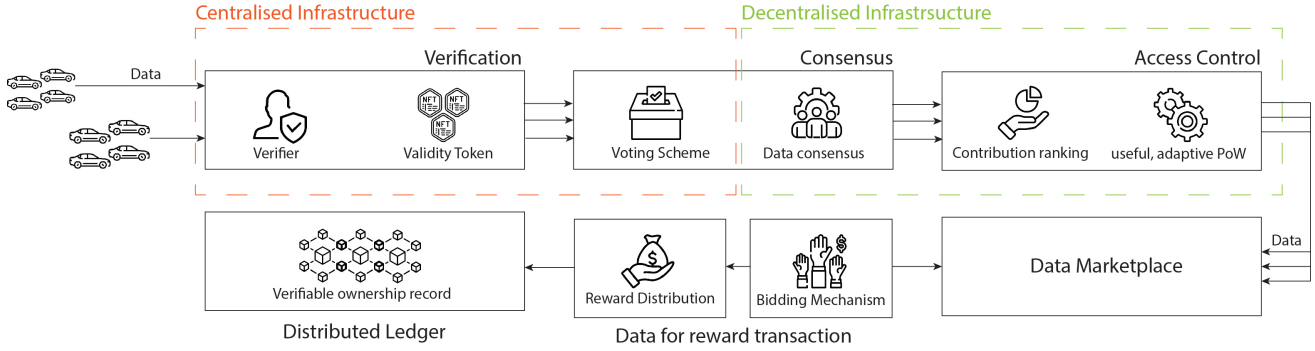 Centralised Infrastructure
Decentralised Infrastrsucture
Verification
Consensus
Access Control
Data
NFT
NFT
NFT
Verifier
Validity Token
Voting Scheme
Data consensus
Contribution ranking
useful, adaptive PoW
Data
Verifiable ownership record
Reward Distribution
Bidding Mechanism
Data Marketplace
Distributed Ledger
Data for reward transaction